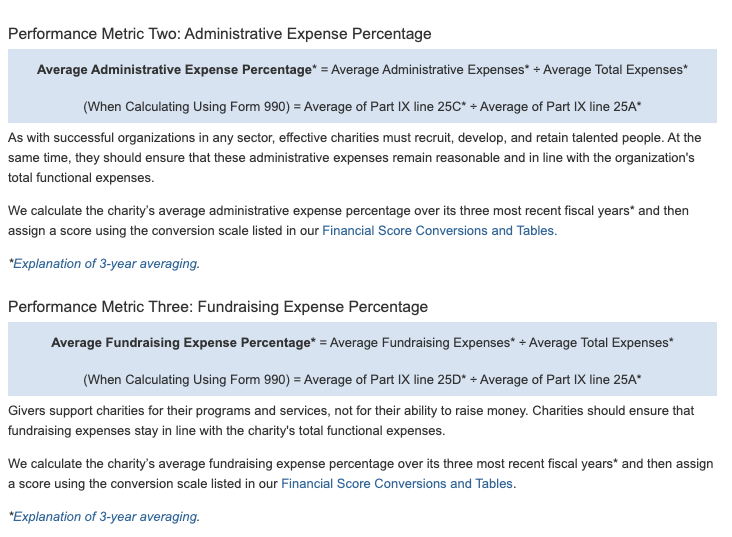 Performance Metric Two: Administrative Expense Percentage
Average Administrative Expense Percentage* = Average Administrative Expenses* ÷ Average Total Expenses*
(When Calculating Using Form 990) = Average of Part IX line 25C* ÷ Average of Part IX line 25A*
As with successful organizations in any sector, effective charities must recruit, develop, and retain talented people. At the
same time, they should ensure that these administrative expenses remain reasonable and in line with the organization's
total functional expenses.
We calculate the charity’s average administrative expense percentage over its three most recent fiscal years* and then
assign a score using the conversion scale listed in our Financial Score Conversions and Tables.
*Explanation of 3-year averaging.
Performance Metric Three: Fundraising Expense Percentage
Average Fundraising Expense Percentage* = Average Fundraising Expenses* ÷ Average Total Expenses*
(When Calculating Using Form 990) = Average of Part IX line 25D* ÷ Average of Part IX line 25A*
Givers support charities for their programs and services, not for their ability to raise money. Charities should ensure that
fundraising expenses stay in line with the charity's total functional expenses.
We calculate the charity’s average fundraising expense percentage over its three most recent fiscal years* and then assign
a score using the conversion scale listed in our Financial Score Conversions and Tables.
*Explanation of 3-year averaging.